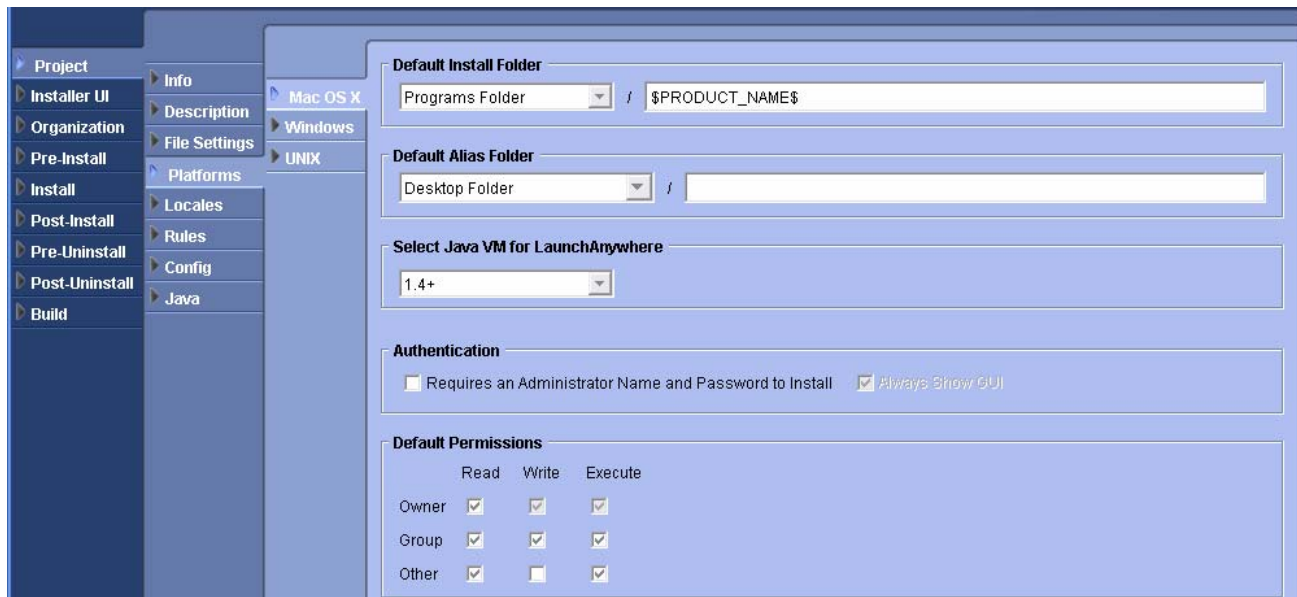 Project
Installer UI
Organization
Pre-Install
Install
Post-Install
Pre-Uninstall
Post-Uninstall
Build
Info
Description
File Settings
Platforms
Locales
Rules
Config
Java
Mac OS X
Windows
UNIX
Default Install Folder
Programs Folder / $PRODUCT_NAME$
Default Alias Folder
Desktop Folder /
Select Java VM for LaunchAnywhere
1.4+
Authentication
Requires an Administrator Name and Password to Install Always Show GUI
Default Permissions
Read Write Execute
Owner
Group
Other